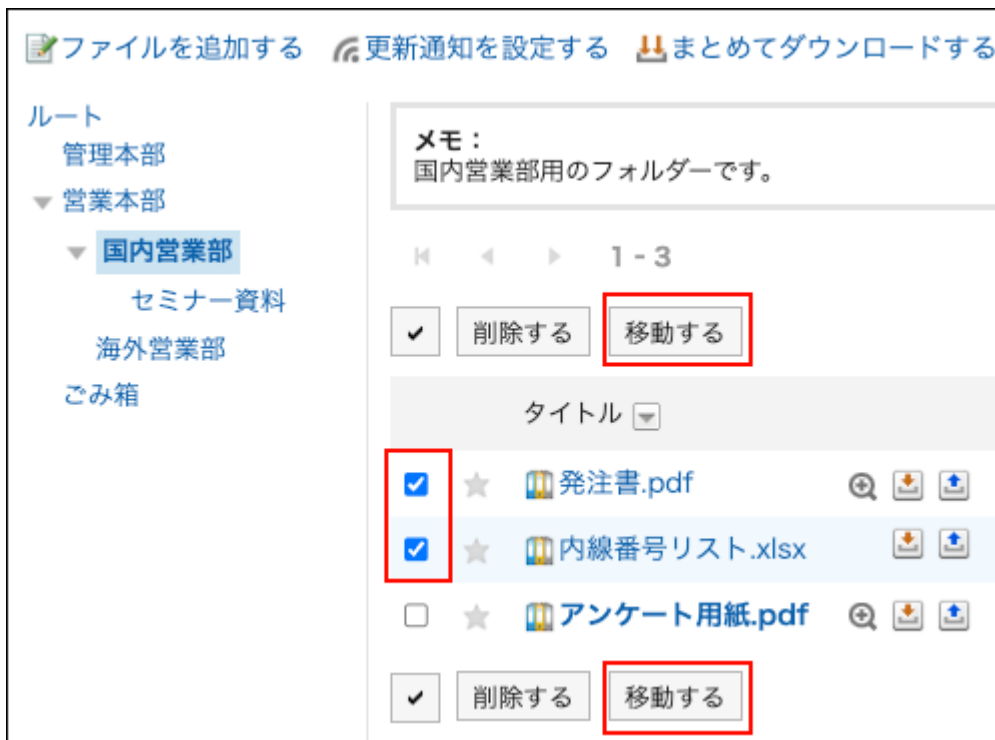 ファイルを追加する 更新通知を設定する まとめてダウンロードする
ルート
管理本部
営業本部
国内営業部
セミナー資料
海外営業部
ごみ箱
メモ：
国内営業部用のフォルダーです。
1 - 3
削除する 移動する
タイトル
発注書.pdf
内線番号リスト.xlsx
アンケート用紙.pdf
削除する 移動する